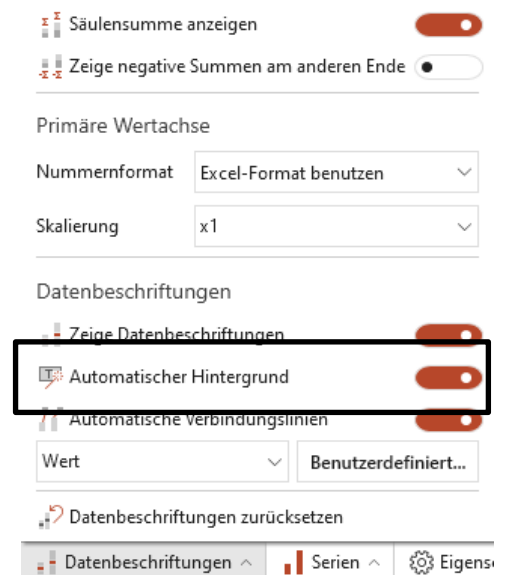 Säulensumme anzeigen
Zeige negative Summen am anderen Ende
Primäre Wertachse
Nummernformat Excel-Format benutzen
Skalierung x1
Datenbeschriftungen
Zeige Datenbeschriftungen
Automatischer Hintergrund
Automatische Verbindungslinien
Wert Benutzerdefiniert...
Datenbeschriftungen zurücksetzen
Datenbeschriftungen Serien Eigens